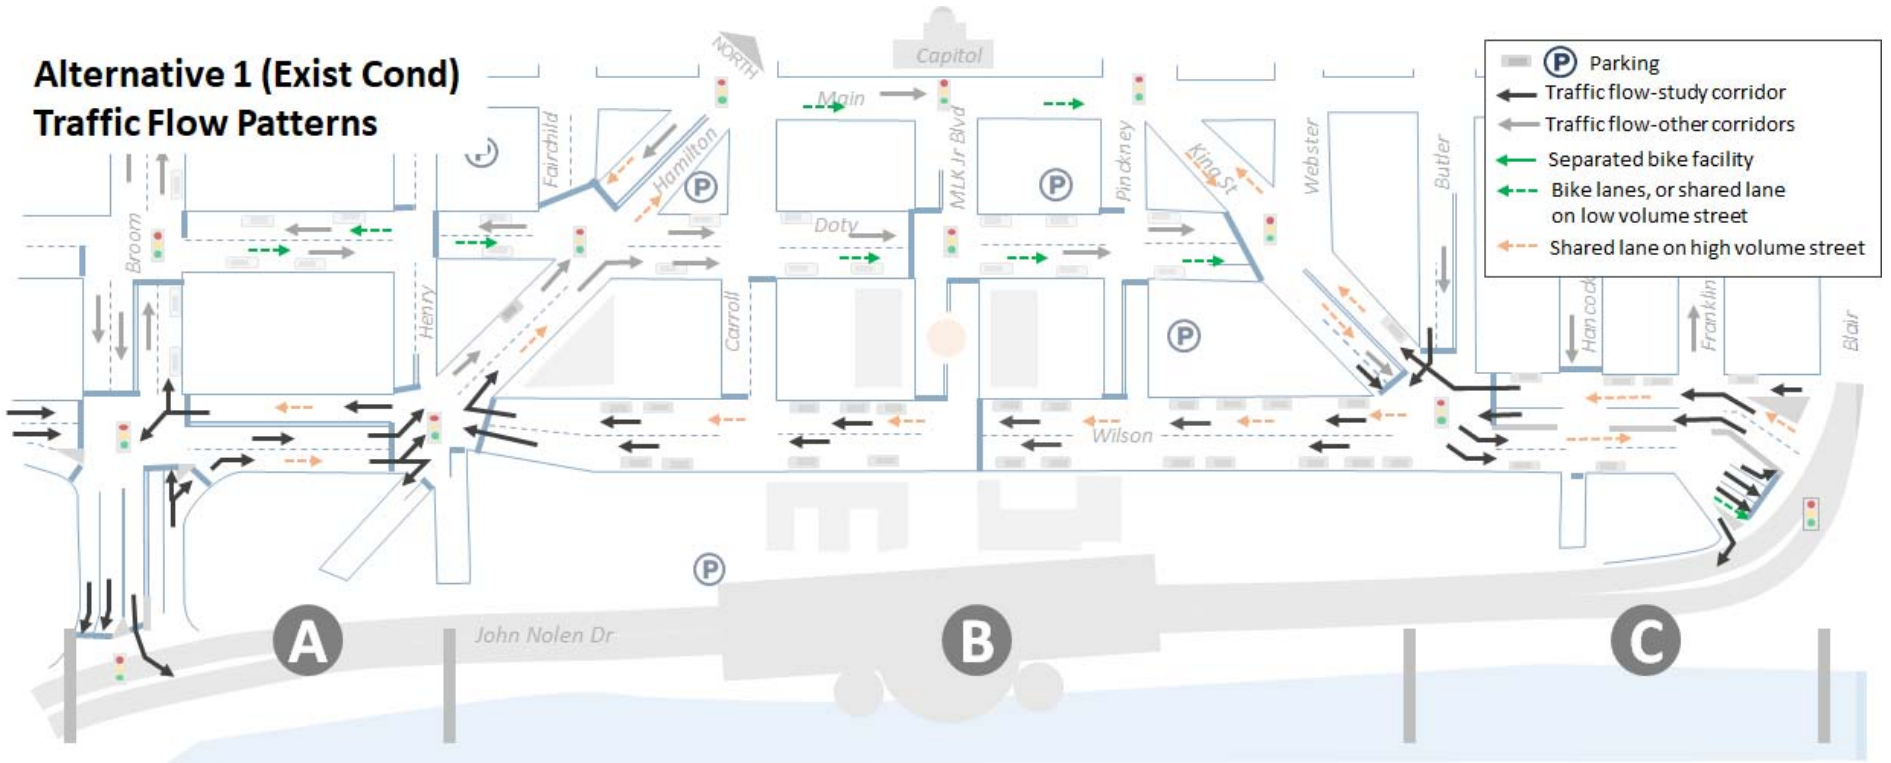 Alternative 1 (Exist Cond)
Traffic Flow Patterns
NORTH
Capitol
P
Parking
Traffic flow-study corridor
Traffic flow-other corridors
Separated bike facility
Bike lanes, or shared lane
on low volume street
Shared lane on high volume street
Main
Fairchild
Hamilton
MLK Jr Blvd
Pinckney
King St
Webster
Butler
P
P
P
Broom
Doty
Henry
Carroll
P
Hancock
Franklin
Blair
Wilson
P
John Nolen Dr
A
B
C